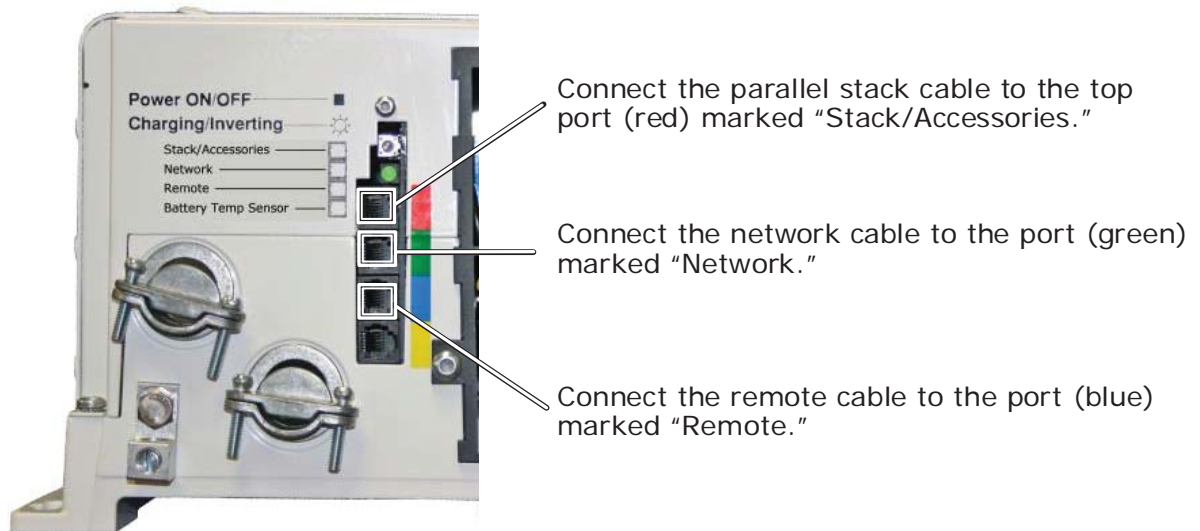 Power ON/OFF
Charging/Inverting
Stack/Accessories
Network
Remote
Battery Temp Sensor
Connect the parallel stack cable to the top
port (red) marked “Stack/Accessories.”
Connect the network cable to the port (green)
marked “Network.”
Connect the remote cable to the port (blue)
marked “Remote.”